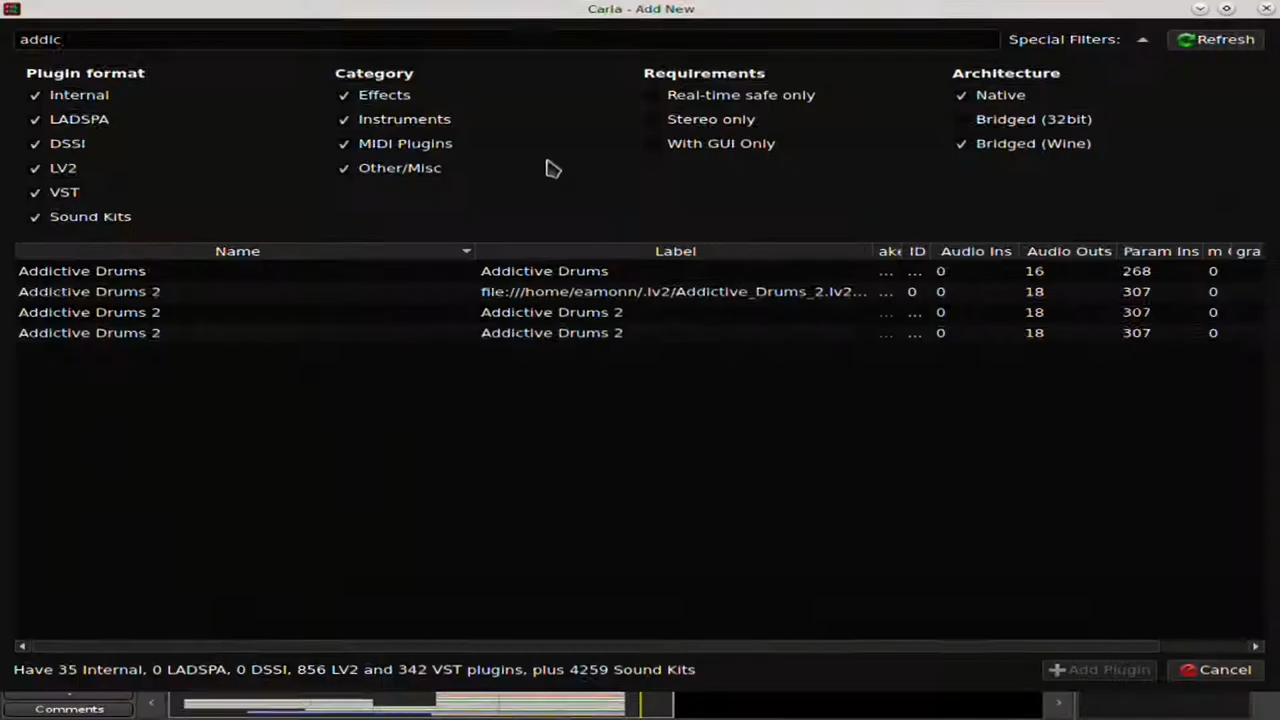 Carla - Add New
addic
Special Filters:
Refresh
Plugin format
Category
Requirements
Architecture
Internal
Effects
Real-time safe only
Native
LADSPA
Instruments
Stereo only
Bridged (32bit)
DSSI
MIDI Plugins
With GUI Only
Bridged (Wine)
LV2
Other/Misc
VST
Sound Kits
Name Label ake ID Audio Ins Audio Outs Param Ins m gra
Addictive Drums Addictive Drums ... ... 0 16 268 0
Addictive Drums 2 file:///home/eamonn/.lv2/Addictive_Drums_2.lv2... ... 0 0 18 307 0
Addictive Drums 2 Addictive Drums 2 ... ... 0 18 307 0
Addictive Drums 2 Addictive Drums 2 ... ... 0 18 307 0
Have 35 Internal, 0 LADSPA, 0 DSSI, 856 LV2 and 342 VST plugins, plus 4259 Sound Kits
Add Plugin
Cancel
Comments